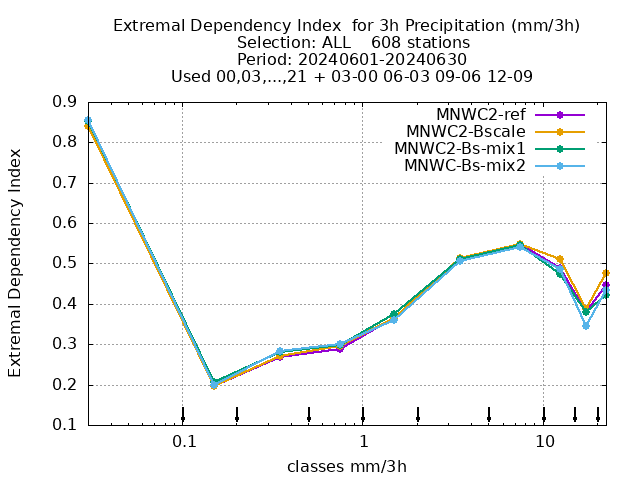 Extremal Dependency Index  for 3h Precipitation (mm/3h)
Selection: ALL    608 stations
Period: 20240601-20240630
Used 00,03,...,21 + 03-00 06-03 09-06 12-09
MNWC2-ref
MNWC2-Bscale
MNWC2-Bs-mix1
MNWC-Bs-mix2
Extremal Dependency Index
0.9
0.8
0.7
0.6
0.5
0.4
0.3
0.2
0.1
0.1 1 10
classes mm/3h